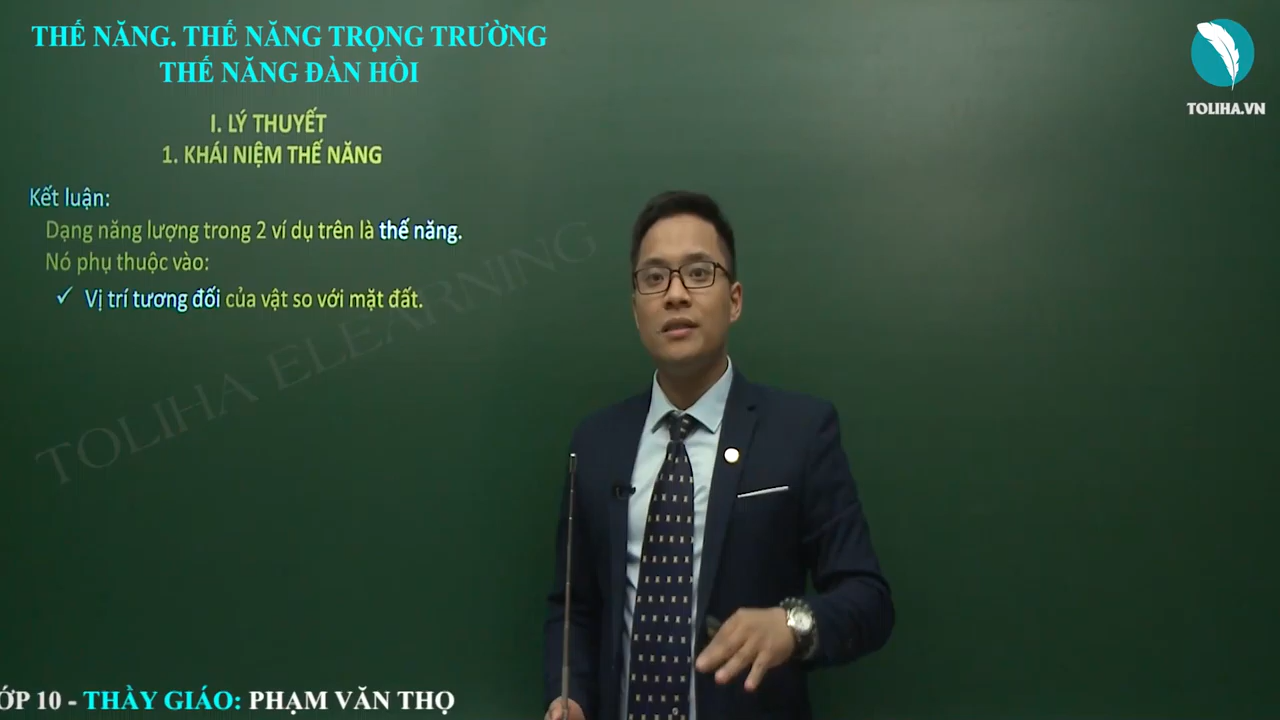 THẾ NĂNG. THẾ NĂNG TRỌNG TRƯỜNG
THẾ NĂNG ĐÀN HỒI
TOLIHA.VN
I. LÝ THUYẾT
1. KHÁI NIỆM THẾ NĂNG
Kết luận:
Dạng năng lượng trong 2 ví dụ trên là thế năng.
Nó phụ thuộc vào:
✓ Vị trí tương đối của vật so với mặt đất.
TOLIHA ELEARNING
ỚP 10 - THẦY GIÁO: PHẠM VĂN THỌ